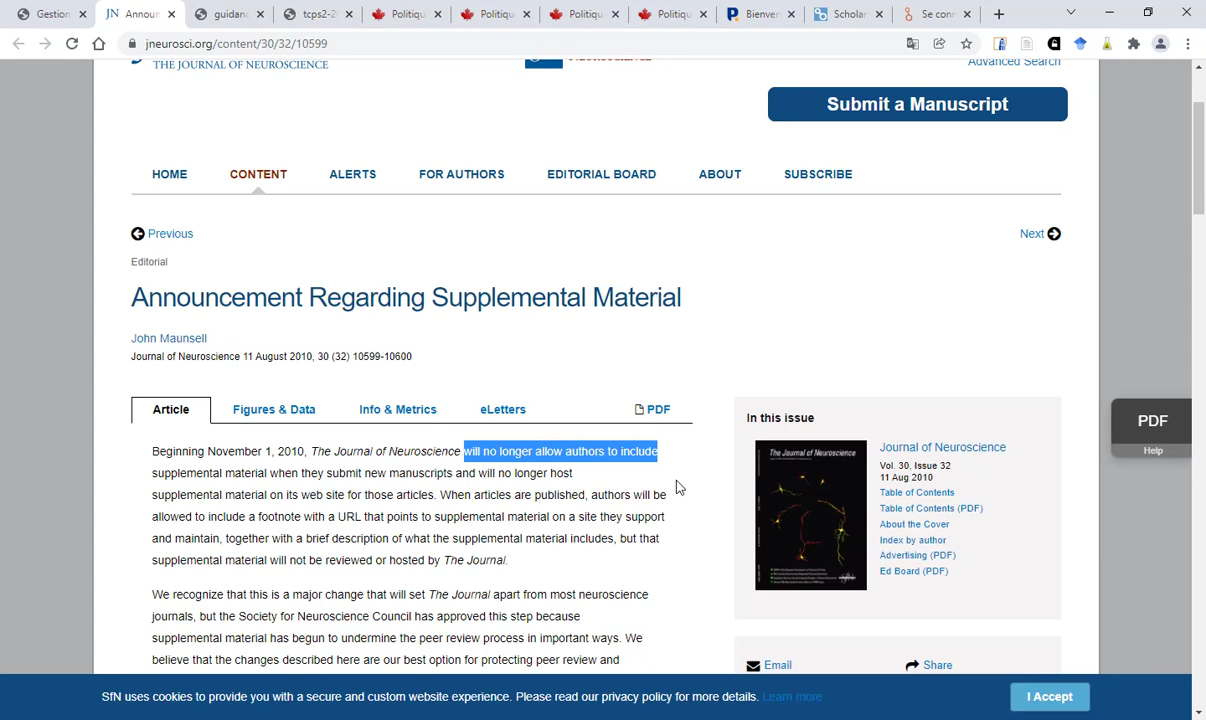 Gestion
JN Announ
guidanc
tcps2-2
Politiqu
Politiqu
Politiqu
Politiqu
Bienven
Scholar
Se conn
jneurosci.org/content/30/32/10599
THE JOURNAL OF NEUROSCIENCE
Advanced Search
Submit a Manuscript
HOME
CONTENT
ALERTS
FOR AUTHORS
EDITORIAL BOARD
ABOUT
SUBSCRIBE
Previous
Next
Editorial
Announcement Regarding Supplemental Material
John Maunsell
Journal of Neuroscience 11 August 2010, 30 (32) 10599-10600
Article
Figures & Data
Info & Metrics
eLetters
PDF
Beginning November 1, 2010, The Journal of Neuroscience will no longer allow authors to include
supplemental material when they submit new manuscripts and will no longer host
supplemental material on its web site for those articles. When articles are published, authors will be
allowed to include a footnote with a URL that points to supplemental material on a site they support
and maintain, together with a brief description of what the supplemental material includes, but that
supplemental material will not be reviewed or hosted by The Journal.
We recognize that this is a major change that will set The Journal apart from most neuroscience
journals, but the Society for Neuroscience Council has approved this step because
supplemental material has begun to undermine the peer review process in important ways. We
believe that the changes described here are our best option for protecting peer review and
In this issue
The Journal of Neuroscience
Journal of Neuroscience
Vol. 30, Issue 32
11 Aug 2010
Table of Contents
Table of Contents (PDF)
About the Cover
Index by author
Advertising (PDF)
Ed Board (PDF)
Email
Share
PDF
Help
SfN uses cookies to provide you with a secure and custom website experience. Please read our privacy policy for more details. Learn more
I Accept